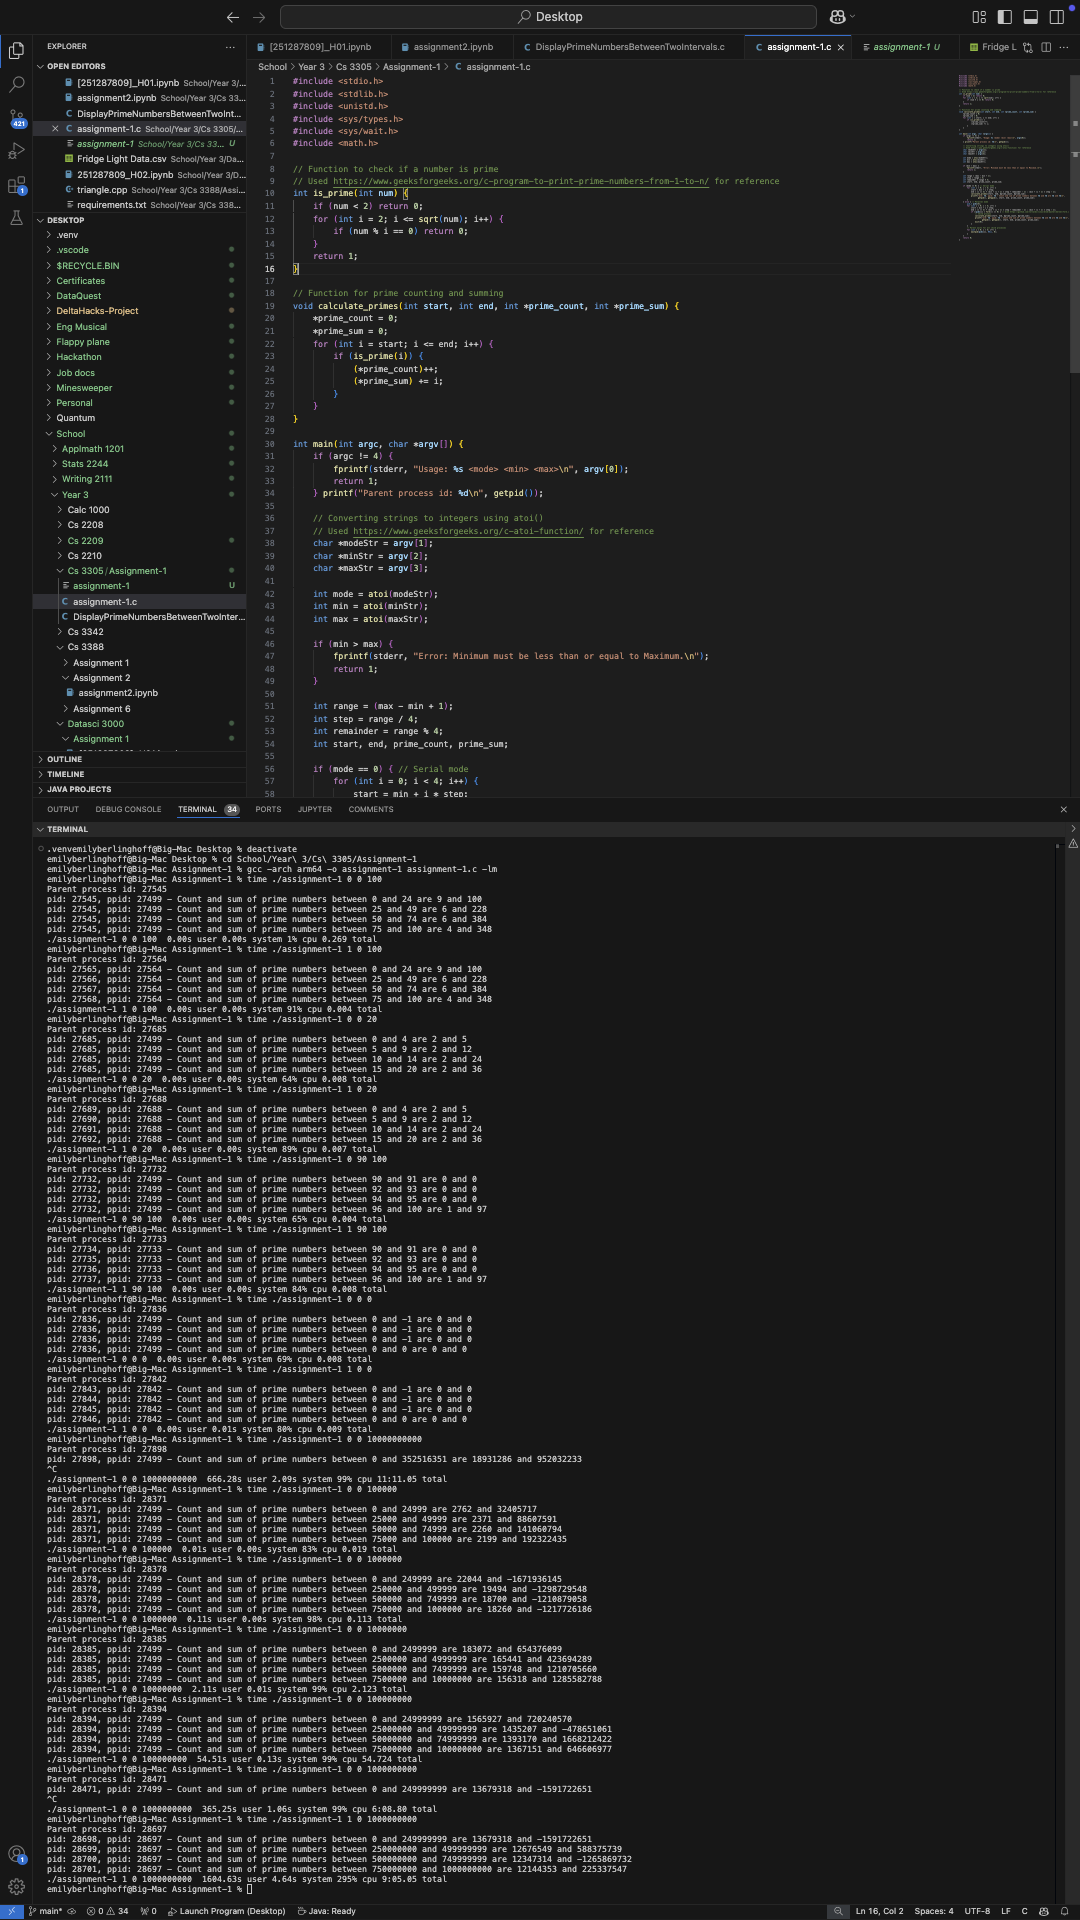 Desktop
EXPLORER
OPEN EDITORS
[251287809]_H01.ipynb School/Year 3/...
assignment2.ipynb School/Year 3/Cs 33...
DisplayPrimeNumbersBetweenTwoInt...
assignment-1.c School/Year 3/Cs 3305/...
assignment-1 School/Year 3/Cs 33... U
Fridge Light Data.csv School/Year 3/Da...
251287809_H02.ipynb School/Year 3/D...
triangle.cpp School/Year 3/Cs 3388/Assi...
requirements.txt School/Year 3/Cs 338...
DESKTOP
.venv
.vscode
$RECYCLE.BIN
Certificates
DataQuest
DeltaHacks-Project
Eng Musical
Flappy plane
Hackathon
Job docs
Minesweeper
Personal
Quantum
School
Applmath 1201
Stats 2244
Writing 2111
Year 3
Calc 1000
Cs 2208
Cs 2209
Cs 2210
Cs 3305/Assignment-1
assignment-1 U
assignment-1.c
DisplayPrimeNumbersBetweenTwoInter...
Cs 3342
Cs 3388
Assignment 1
Assignment 2
assignment2.ipynb
Assignment 6
Datasci 3000
Assignment 1
OUTLINE
TIMELINE
JAVA PROJECTS
421
1
[251287809]_H01.ipynb
assignment2.ipynb
DisplayPrimeNumbersBetweenTwoIntervals.c
assignment-1.c
assignment-1 U
Fridge L
School > Year 3 > Cs 3305 > Assignment-1 > C assignment-1.c
1 #include <stdio.h>
2 #include <stdlib.h>
3 #include <unistd.h>
4 #include <sys/types.h>
5 #include <sys/wait.h>
6 #include <math.h>
7
8 // Function to check if a number is prime
9 // Used https://www.geeksforgeeks.org/c-program-to-print-prime-numbers-from-1-to-n/ for reference
10 int is_prime(int num) {
11 if (num < 2) return 0;
12 for (int i = 2; i <= sqrt(num); i++) {
13 if (num % i == 0) return 0;
14 }
15 return 1;
16 }
17
18 // Function for prime counting and summing
19 void calculate_primes(int start, int end, int *prime_count, int *prime_sum) {
20 *prime_count = 0;
21 *prime_sum = 0;
22 for (int i = start; i <= end; i++) {
23 if (is_prime(i)) {
24 (*prime_count)++;
25 (*prime_sum) += i;
26 }
27 }
28 }
29
30 int main(int argc, char *argv[]) {
31 if (argc != 4) {
32 fprintf(stderr, "Usage: %s <mode> <min> <max>\n", argv[0]);
33 return 1;
34 } printf("Parent process id: %d\n", getpid());
35
36 // Converting strings to integers using atoi()
37 // Used https://www.geeksforgeeks.org/c-atoi-function/ for reference
38 char *modeStr = argv[1];
39 char *minStr = argv[2];
40 char *maxStr = argv[3];
41
42 int mode = atoi(modeStr);
43 int min = atoi(minStr);
44 int max = atoi(maxStr);
45
46 if (min > max) {
47 fprintf(stderr, "Error: Minimum must be less than or equal to Maximum.\n");
48 return 1;
49 }
50
51 int range = (max - min + 1);
52 int step = range / 4;
53 int remainder = range % 4;
54 int start, end, prime_count, prime_sum;
55
56 if (mode == 0) { // Serial mode
57 for (int i = 0; i < 4; i++) {
58 start = min + i * step;
OUTPUT DEBUG CONSOLE TERMINAL 34 PORTS JUPYTER COMMENTS
TERMINAL
.venvemilyberlinghoff@Big-Mac Desktop % deactivate
emilyberlinghoff@Big-Mac Desktop % cd School/Year\ 3/Cs\ 3305/Assignment-1
emilyberlinghoff@Big-Mac Assignment-1 % gcc -arch arm64 -o assignment-1 assignment-1.c -lm
emilyberlinghoff@Big-Mac Assignment-1 % time ./assignment-1 0 0 100
Parent process id: 27545
pid: 27545, ppid: 27499 - Count and sum of prime numbers between 0 and 24 are 9 and 100
pid: 27545, ppid: 27499 - Count and sum of prime numbers between 25 and 49 are 6 and 228
pid: 27545, ppid: 27499 - Count and sum of prime numbers between 50 and 74 are 6 and 384
pid: 27545, ppid: 27499 - Count and sum of prime numbers between 75 and 100 are 4 and 348
./assignment-1 0 0 100 0.00s user 0.00s system 1% cpu 0.269 total
emilyberlinghoff@Big-Mac Assignment-1 % time ./assignment-1 1 0 100
Parent process id: 27564
pid: 27565, ppid: 27564 - Count and sum of prime numbers between 0 and 24 are 9 and 100
pid: 27566, ppid: 27564 - Count and sum of prime numbers between 25 and 49 are 6 and 228
pid: 27567, ppid: 27564 - Count and sum of prime numbers between 50 and 74 are 6 and 384
pid: 27568, ppid: 27564 - Count and sum of prime numbers between 75 and 100 are 4 and 348
./assignment-1 1 0 100 0.00s user 0.00s system 91% cpu 0.004 total
emilyberlinghoff@Big-Mac Assignment-1 % time ./assignment-1 0 0 20
Parent process id: 27685
pid: 27685, ppid: 27499 - Count and sum of prime numbers between 0 and 4 are 2 and 5
pid: 27685, ppid: 27499 - Count and sum of prime numbers between 5 and 9 are 2 and 12
pid: 27685, ppid: 27499 - Count and sum of prime numbers between 10 and 14 are 2 and 24
pid: 27685, ppid: 27499 - Count and sum of prime numbers between 15 and 20 are 2 and 36
./assignment-1 0 0 20 0.00s user 0.00s system 64% cpu 0.008 total
emilyberlinghoff@Big-Mac Assignment-1 % time ./assignment-1 1 0 20
Parent process id: 27688
pid: 27689, ppid: 27688 - Count and sum of prime numbers between 0 and 4 are 2 and 5
pid: 27690, ppid: 27688 - Count and sum of prime numbers between 5 and 9 are 2 and 12
pid: 27691, ppid: 27688 - Count and sum of prime numbers between 10 and 14 are 2 and 24
pid: 27692, ppid: 27688 - Count and sum of prime numbers between 15 and 20 are 2 and 36
./assignment-1 1 0 20 0.00s user 0.00s system 89% cpu 0.007 total
emilyberlinghoff@Big-Mac Assignment-1 % time ./assignment-1 0 90 100
Parent process id: 27732
pid: 27732, ppid: 27499 - Count and sum of prime numbers between 90 and 91 are 0 and 0
pid: 27732, ppid: 27499 - Count and sum of prime numbers between 92 and 93 are 0 and 0
pid: 27732, ppid: 27499 - Count and sum of prime numbers between 94 and 95 are 0 and 0
pid: 27732, ppid: 27499 - Count and sum of prime numbers between 96 and 100 are 1 and 97
./assignment-1 0 90 100 0.00s user 0.00s system 65% cpu 0.004 total
emilyberlinghoff@Big-Mac Assignment-1 % time ./assignment-1 1 90 100
Parent process id: 27733
pid: 27734, ppid: 27733 - Count and sum of prime numbers between 90 and 91 are 0 and 0
pid: 27735, ppid: 27733 - Count and sum of prime numbers between 92 and 93 are 0 and 0
pid: 27736, ppid: 27733 - Count and sum of prime numbers between 94 and 95 are 0 and 0
pid: 27737, ppid: 27733 - Count and sum of prime numbers between 96 and 100 are 1 and 97
./assignment-1 1 90 100 0.00s user 0.00s system 84% cpu 0.008 total
emilyberlinghoff@Big-Mac Assignment-1 % time ./assignment-1 0 0 0
Parent process id: 27836
pid: 27836, ppid: 27499 - Count and sum of prime numbers between 0 and -1 are 0 and 0
pid: 27836, ppid: 27499 - Count and sum of prime numbers between 0 and -1 are 0 and 0
pid: 27836, ppid: 27499 - Count and sum of prime numbers between 0 and -1 are 0 and 0
pid: 27836, ppid: 27499 - Count and sum of prime numbers between 0 and 0 are 0 and 0
./assignment-1 0 0 0 0.00s user 0.00s system 69% cpu 0.008 total
emilyberlinghoff@Big-Mac Assignment-1 % time ./assignment-1 1 0 0
Parent process id: 27842
pid: 27843, ppid: 27842 - Count and sum of prime numbers between 0 and -1 are 0 and 0
pid: 27844, ppid: 27842 - Count and sum of prime numbers between 0 and -1 are 0 and 0
pid: 27845, ppid: 27842 - Count and sum of prime numbers between 0 and -1 are 0 and 0
pid: 27846, ppid: 27842 - Count and sum of prime numbers between 0 and 0 are 0 and 0
./assignment-1 1 0 0 0.00s user 0.01s system 80% cpu 0.009 total
emilyberlinghoff@Big-Mac Assignment-1 % time ./assignment-1 0 0 10000000000
Parent process id: 27898
pid: 27898, ppid: 27499 - Count and sum of prime numbers between 0 and 352516351 are 18931286 and 952032233
^C
./assignment-1 0 0 10000000000 666.28s user 2.09s system 99% cpu 11:11.05 total
emilyberlinghoff@Big-Mac Assignment-1 % time ./assignment-1 0 0 100000
Parent process id: 28371
pid: 28371, ppid: 27499 - Count and sum of prime numbers between 0 and 24999 are 2762 and 32405717
pid: 28371, ppid: 27499 - Count and sum of prime numbers between 25000 and 49999 are 2371 and 88607591
pid: 28371, ppid: 27499 - Count and sum of prime numbers between 50000 and 74999 are 2260 and 141060794
pid: 28371, ppid: 27499 - Count and sum of prime numbers between 75000 and 100000 are 2199 and 192322435
./assignment-1 0 0 100000 0.01s user 0.00s system 83% cpu 0.019 total
emilyberlinghoff@Big-Mac Assignment-1 % time ./assignment-1 0 0 1000000
Parent process id: 28378
pid: 28378, ppid: 27499 - Count and sum of prime numbers between 0 and 249999 are 22044 and -1671936145
pid: 28378, ppid: 27499 - Count and sum of prime numbers between 250000 and 499999 are 19494 and -1298729548
pid: 28378, ppid: 27499 - Count and sum of prime numbers between 500000 and 749999 are 18700 and -1210879058
pid: 28378, ppid: 27499 - Count and sum of prime numbers between 750000 and 1000000 are 18260 and -1217726186
./assignment-1 0 0 1000000 0.11s user 0.00s system 98% cpu 0.113 total
emilyberlinghoff@Big-Mac Assignment-1 % time ./assignment-1 0 0 10000000
Parent process id: 28385
pid: 28385, ppid: 27499 - Count and sum of prime numbers between 0 and 2499999 are 183072 and 654376099
pid: 28385, ppid: 27499 - Count and sum of prime numbers between 2500000 and 4999999 are 165441 and 423694289
pid: 28385, ppid: 27499 - Count and sum of prime numbers between 5000000 and 7499999 are 159748 and 1210705660
pid: 28385, ppid: 27499 - Count and sum of prime numbers between 7500000 and 10000000 are 156318 and 1285582788
./assignment-1 0 0 10000000 2.11s user 0.01s system 99% cpu 2.123 total
emilyberlinghoff@Big-Mac Assignment-1 % time ./assignment-1 0 0 100000000
Parent process id: 28394
pid: 28394, ppid: 27499 - Count and sum of prime numbers between 0 and 24999999 are 1565927 and 720240570
pid: 28394, ppid: 27499 - Count and sum of prime numbers between 25000000 and 49999999 are 1435207 and -478651061
pid: 28394, ppid: 27499 - Count and sum of prime numbers between 50000000 and 74999999 are 1393170 and 1668212422
pid: 28394, ppid: 27499 - Count and sum of prime numbers between 75000000 and 100000000 are 1367151 and 646606977
./assignment-1 0 0 100000000 54.51s user 0.13s system 99% cpu 54.724 total
emilyberlinghoff@Big-Mac Assignment-1 % time ./assignment-1 0 0 1000000000
Parent process id: 28471
pid: 28471, ppid: 27499 - Count and sum of prime numbers between 0 and 249999999 are 13679318 and -1591722651
^C
./assignment-1 0 0 1000000000 365.25s user 1.06s system 99% cpu 6:08.80 total
emilyberlinghoff@Big-Mac Assignment-1 % time ./assignment-1 1 0 1000000000
Parent process id: 28697
pid: 28698, ppid: 28697 - Count and sum of prime numbers between 0 and 249999999 are 13679318 and -1591722651
pid: 28699, ppid: 28697 - Count and sum of prime numbers between 250000000 and 499999999 are 12676549 and 588375739
pid: 28700, ppid: 28697 - Count and sum of prime numbers between 500000000 and 749999999 are 12347314 and -1265869732
pid: 28701, ppid: 28697 - Count and sum of prime numbers between 750000000 and 1000000000 are 12144353 and 225337547
./assignment-1 1 0 1000000000 1604.63s user 4.64s system 295% cpu 9:05.05 total
emilyberlinghoff@Big-Mac Assignment-1 %
1
main* 0 34 0 Launch Program (Desktop) Java: Ready Ln 16, Col 2 Spaces: 4 UTF-8 LF C